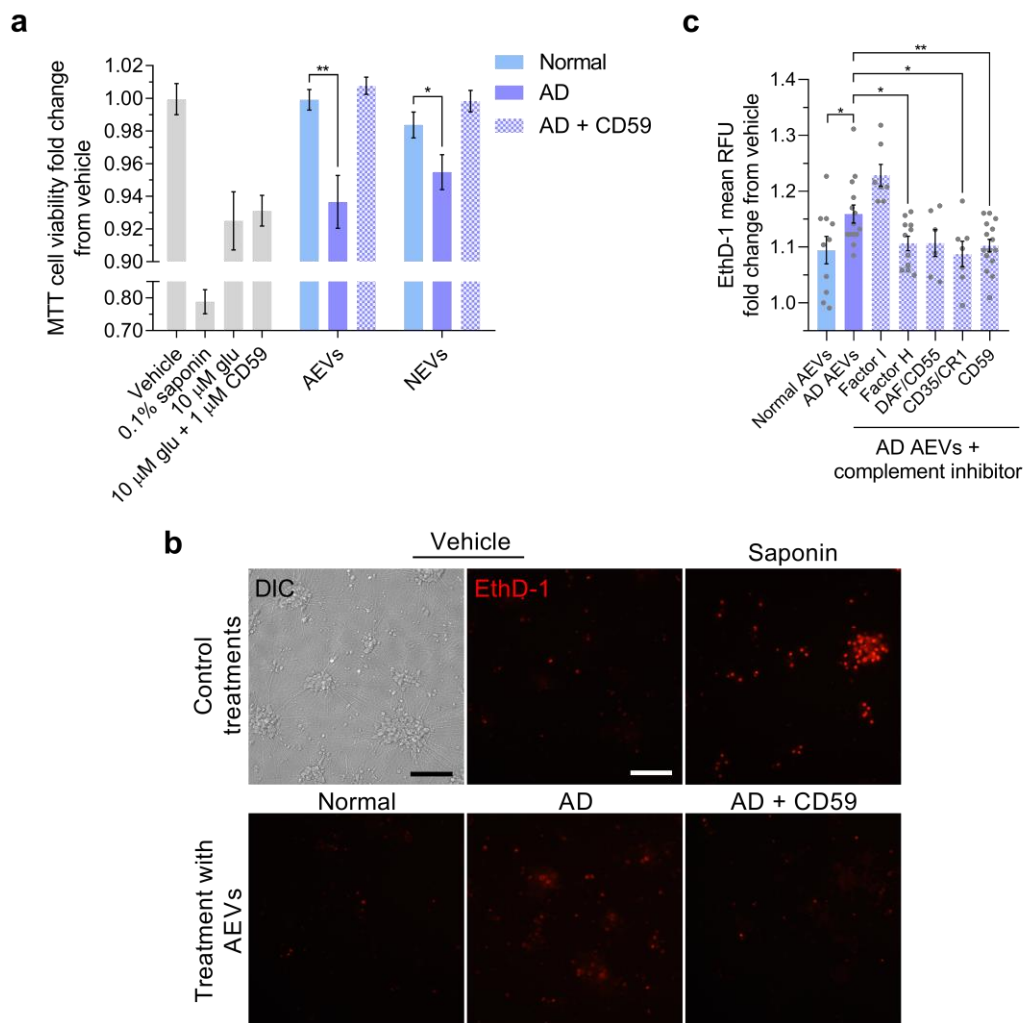 a
MTT cell viability fold change
from vehicle
1.02
1.00
0.98
0.96
0.94
0.92
0.90
0.80
0.70
**
*
Vehicle
0.1% saponin
10 μM glu
10 μM glu + 1 μM CD59
AEVs
NEVs
Normal
AD
AD + CD59
c
EthD-1 mean RFU
fold change from vehicle
1.4
1.3
1.2
1.1
1.0
**
*
*
*
Normal AEVs
AD AEVs
Factor I
Factor H
DAF/CD55
CD35/CR1
CD59
AD AEVs +
complement inhibitor
b
Vehicle
Saponin
Control
treatments
DIC
EthD-1
Normal
AD
AD + CD59
Treatment with
AEVs